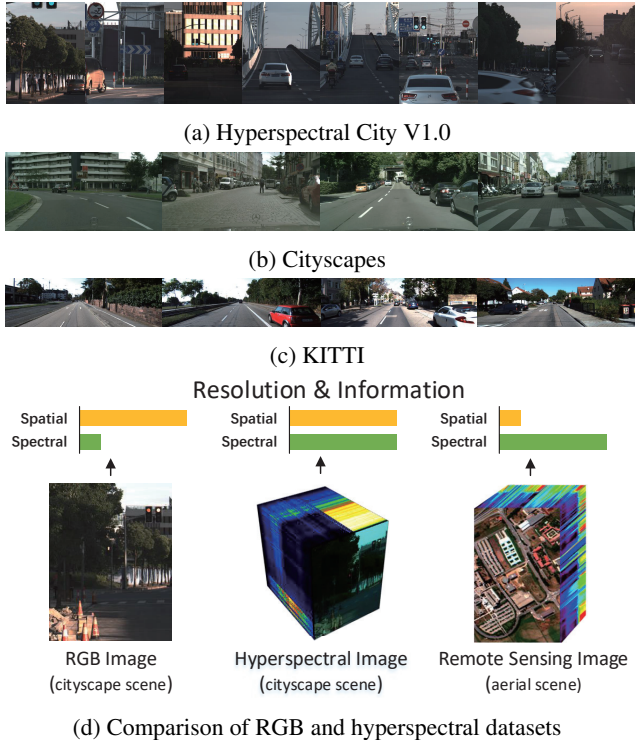 (a) Hyperspectral City V1.0
(b) Cityscapes
(c) KITTI
Resolution & Information
Spatial
Spectral
Spatial
Spectral
Spatial
Spectral
RGB Image
(cityscape scene)
Hyperspectral Image
(cityscape scene)
Remote Sensing Image
(aerial scene)
(d) Comparison of RGB and hyperspectral datasets